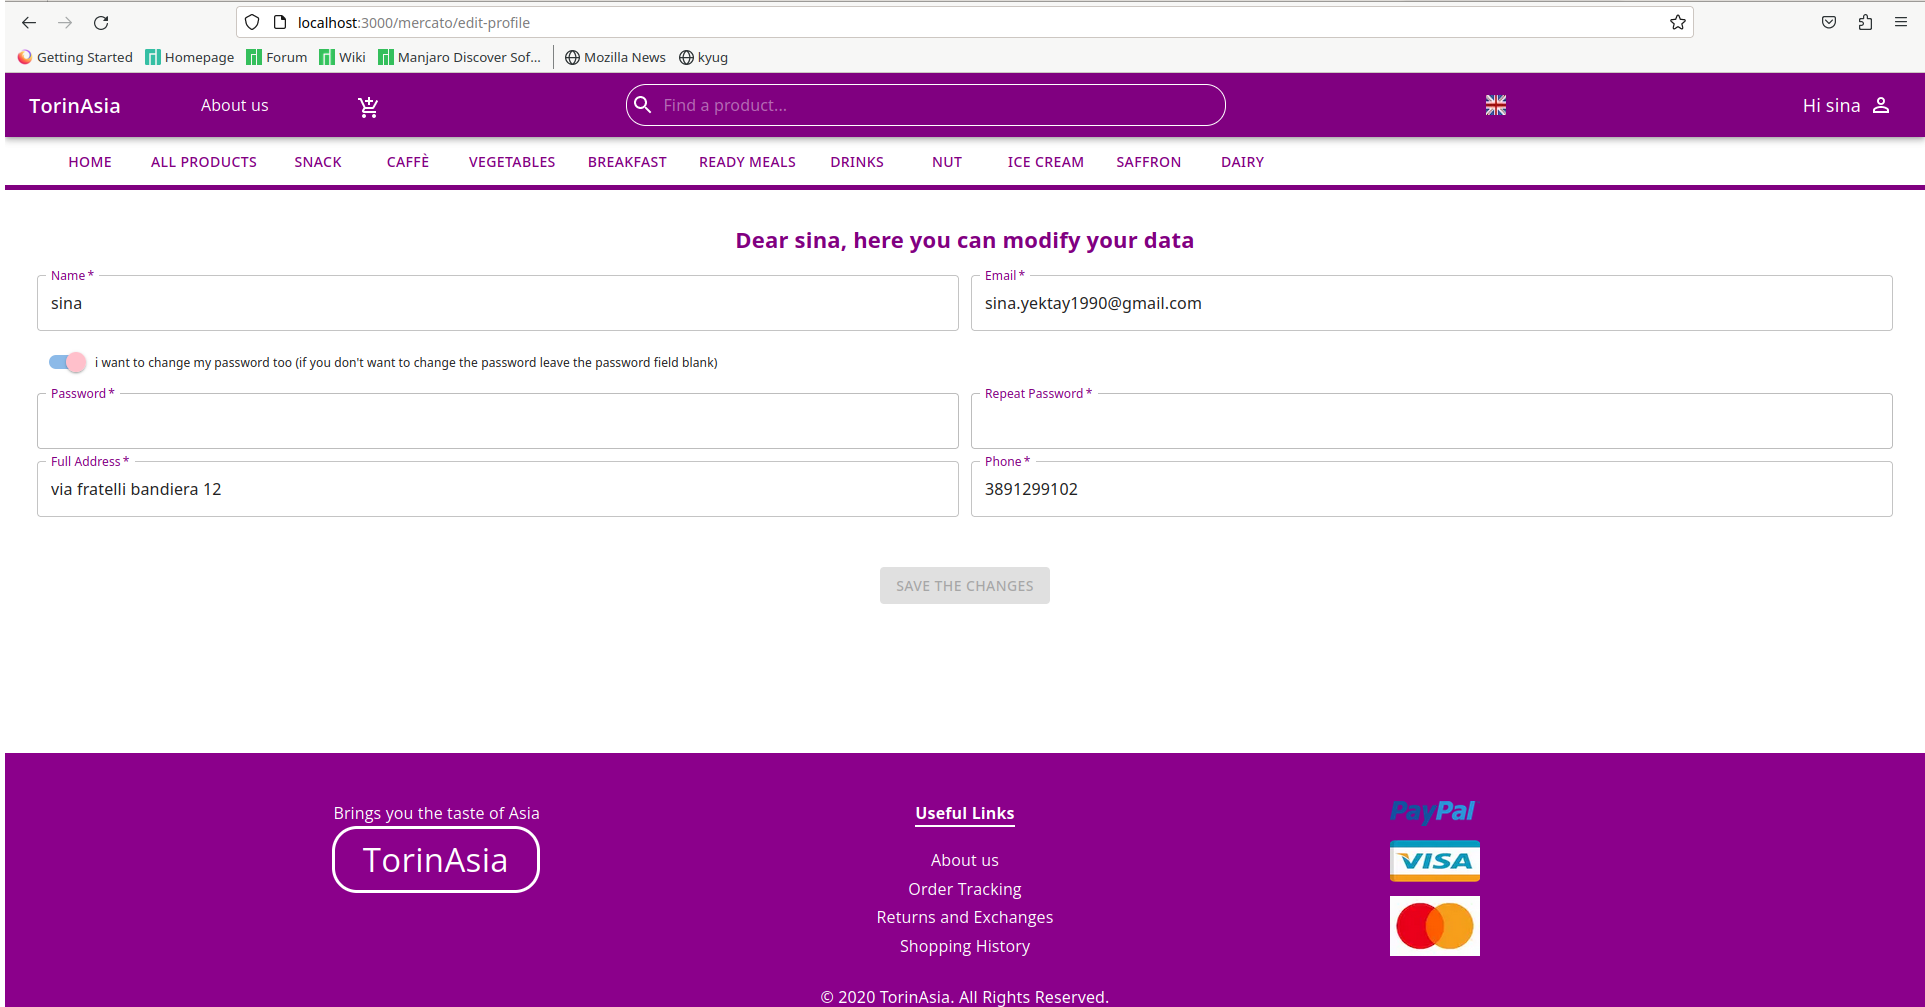 localhost:3000/mercato/edit-profile
Getting Started Homepage Forum Wiki Manjaro Discover Sof... Mozilla News kyug
TorinAsia About us Find a product... Hi sina
HOME ALL PRODUCTS SNACK CAFFÈ VEGETABLES BREAKFAST READY MEALS DRINKS NUT ICE CREAM SAFFRON DAIRY
Dear sina, here you can modify your data
Name * Email *
sina sina.yektay1990@gmail.com
i want to change my password too (if you don't want to change the password leave the password field blank)
Password * Repeat Password *
Full Address * Phone *
via fratelli bandiera 12 3891299102
SAVE THE CHANGES
Brings you the taste of Asia
TorinAsia
Useful Links
About us
Order Tracking
Returns and Exchanges
Shopping History
PayPal
VISA
© 2020 TorinAsia. All Rights Reserved.